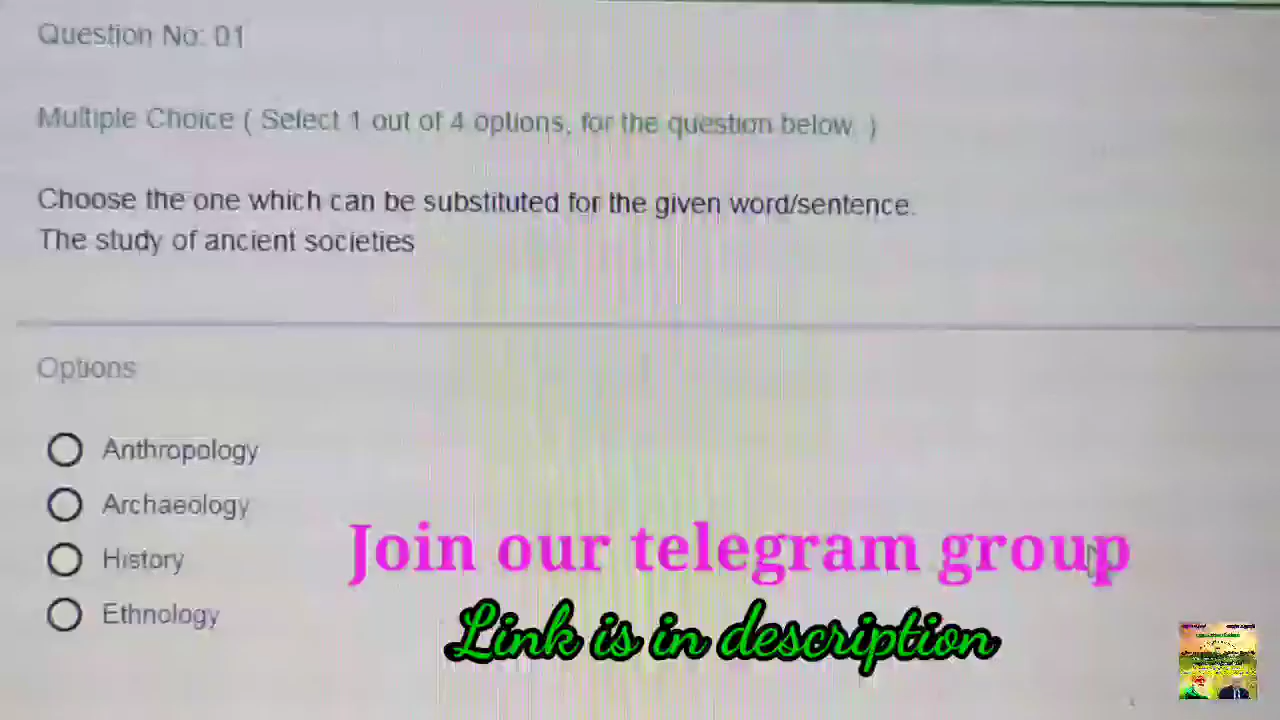 Question No: 01
Multiple Choice ( Select 1 out of 4 options, for the question below. )
Choose the one which can be substituted for the given word/sentence.
The study of ancient societies
Options
Anthropology
Archaeology
History
Ethnology
Join our telegram group
Link is in description